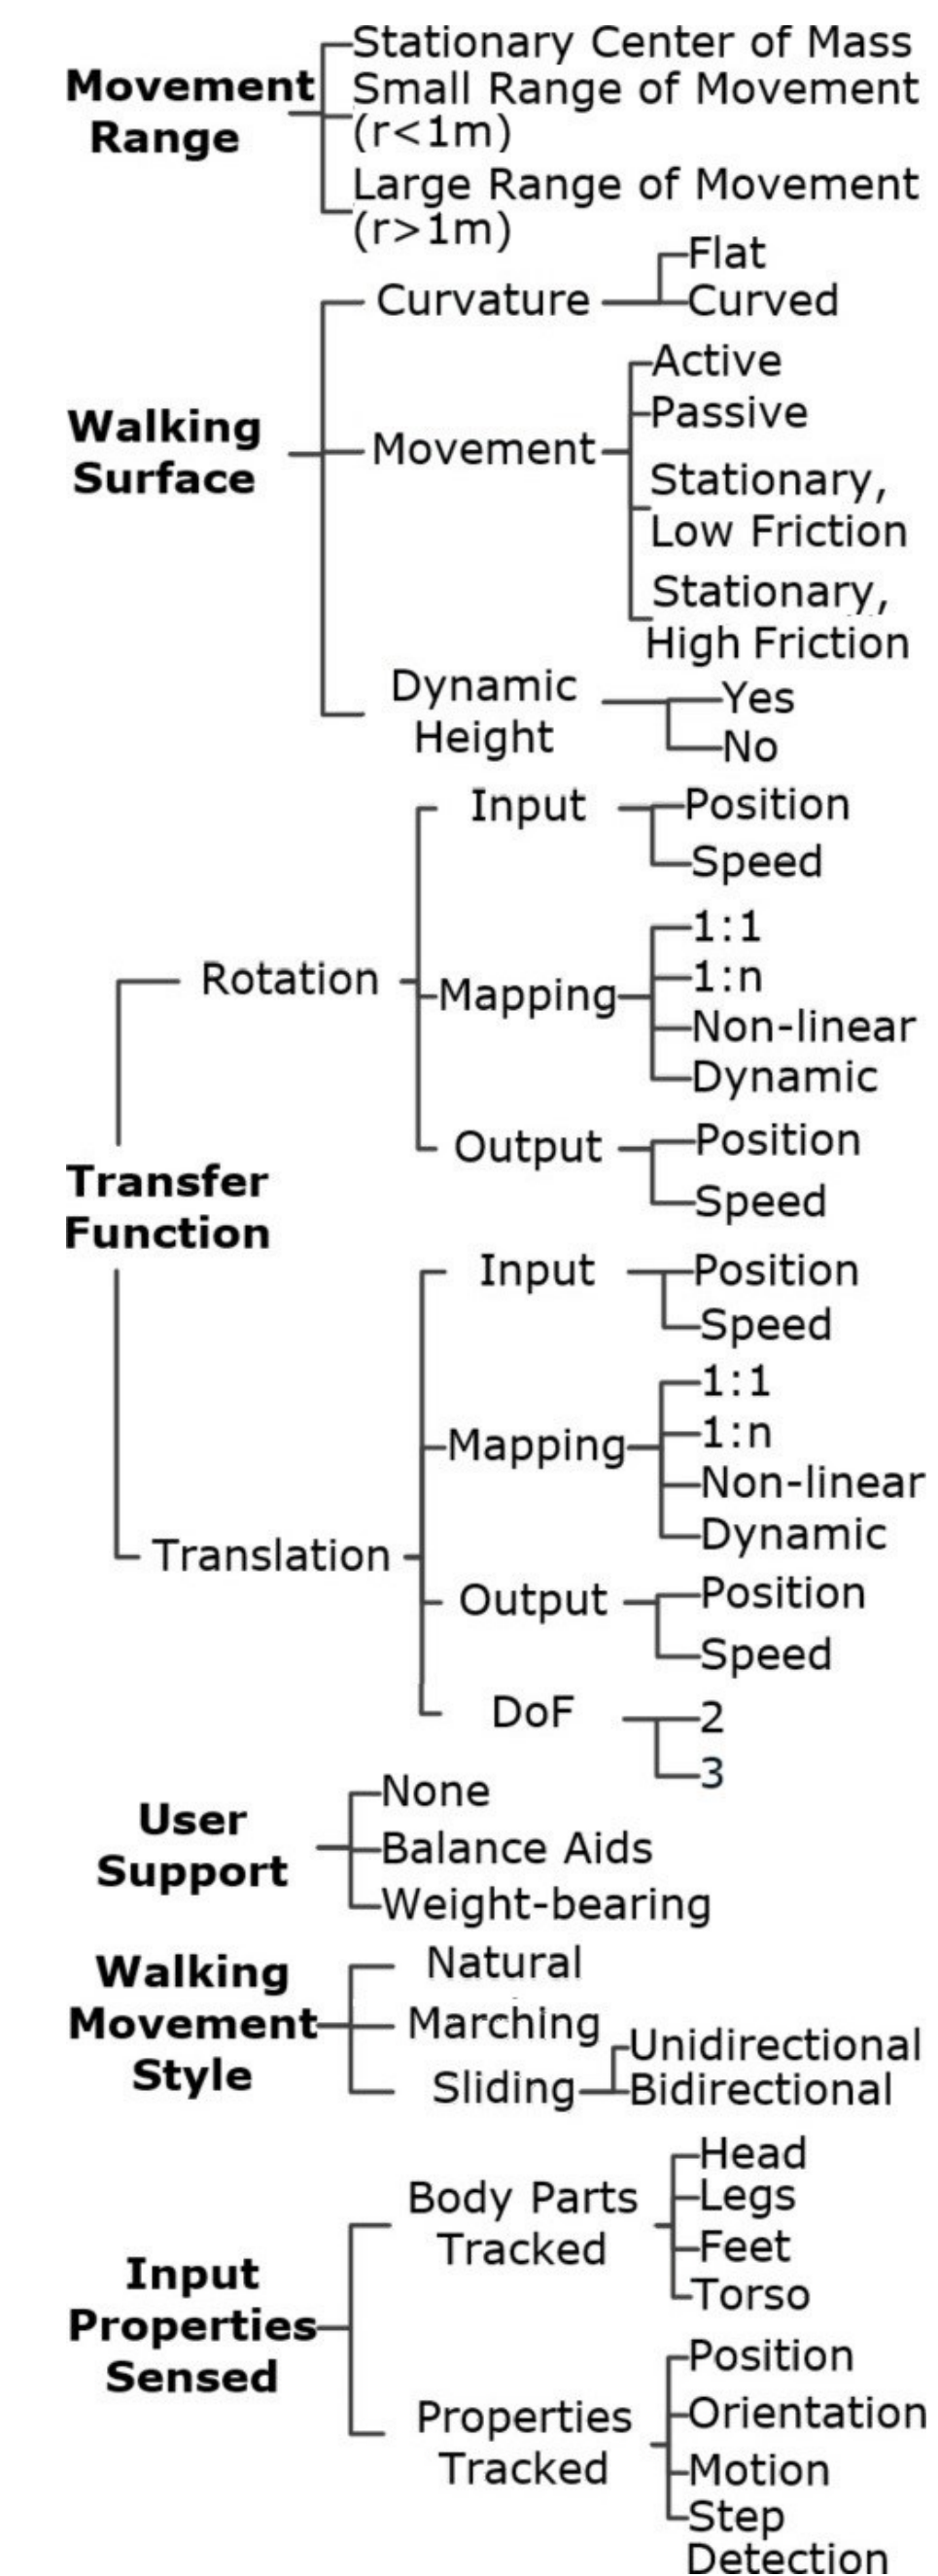 Movement
Range
Stationary Center of Mass
Small Range of Movement
(r<1m)
Large Range of Movement
(r>1m)
Walking
Surface
Curvature
Flat
Curved
Movement
Active
Passive
Stationary,
Low Friction
Stationary,
High Friction
Dynamic
Height
Yes
No
Transfer
Function
Rotation
Input
Position
Speed
Mapping
1:1
1:n
Non-linear
Dynamic
Output
Position
Speed
Translation
Input
Position
Speed
Mapping
1:1
1:n
Non-linear
Dynamic
Output
Position
Speed
DoF
2
3
User
Support
None
Balance Aids
Weight-bearing
Walking
Movement
Style
Natural
Marching
Sliding
Unidirectional
Bidirectional
Input
Properties
Sensed
Body Parts
Tracked
Head
Legs
Feet
Torso
Properties
Tracked
Position
Orientation
Motion
Step
Detection